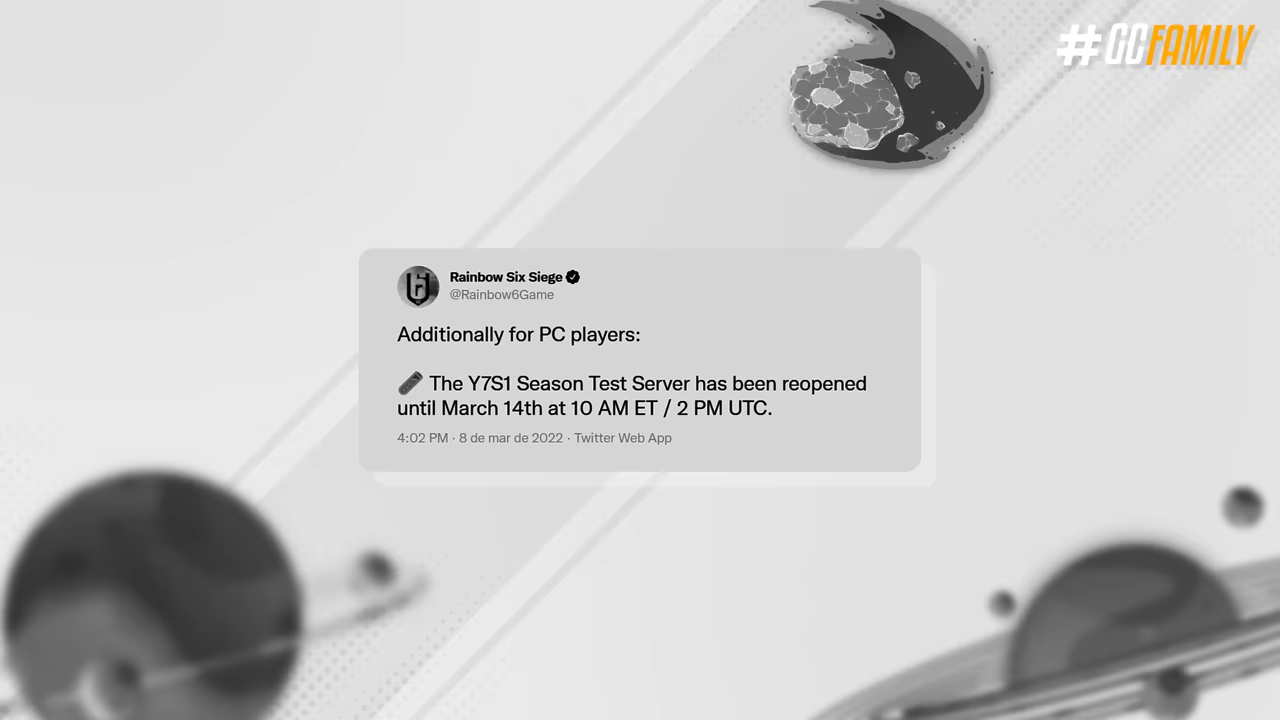 #GCFAMILY
Rainbow Six Siege
@Rainbow6Game
Additionally for PC players:
The Y7S1 Season Test Server has been reopened
until March 14th at 10 AM ET / 2 PM UTC.
4:02 PM · 8 de mar de 2022 · Twitter Web App